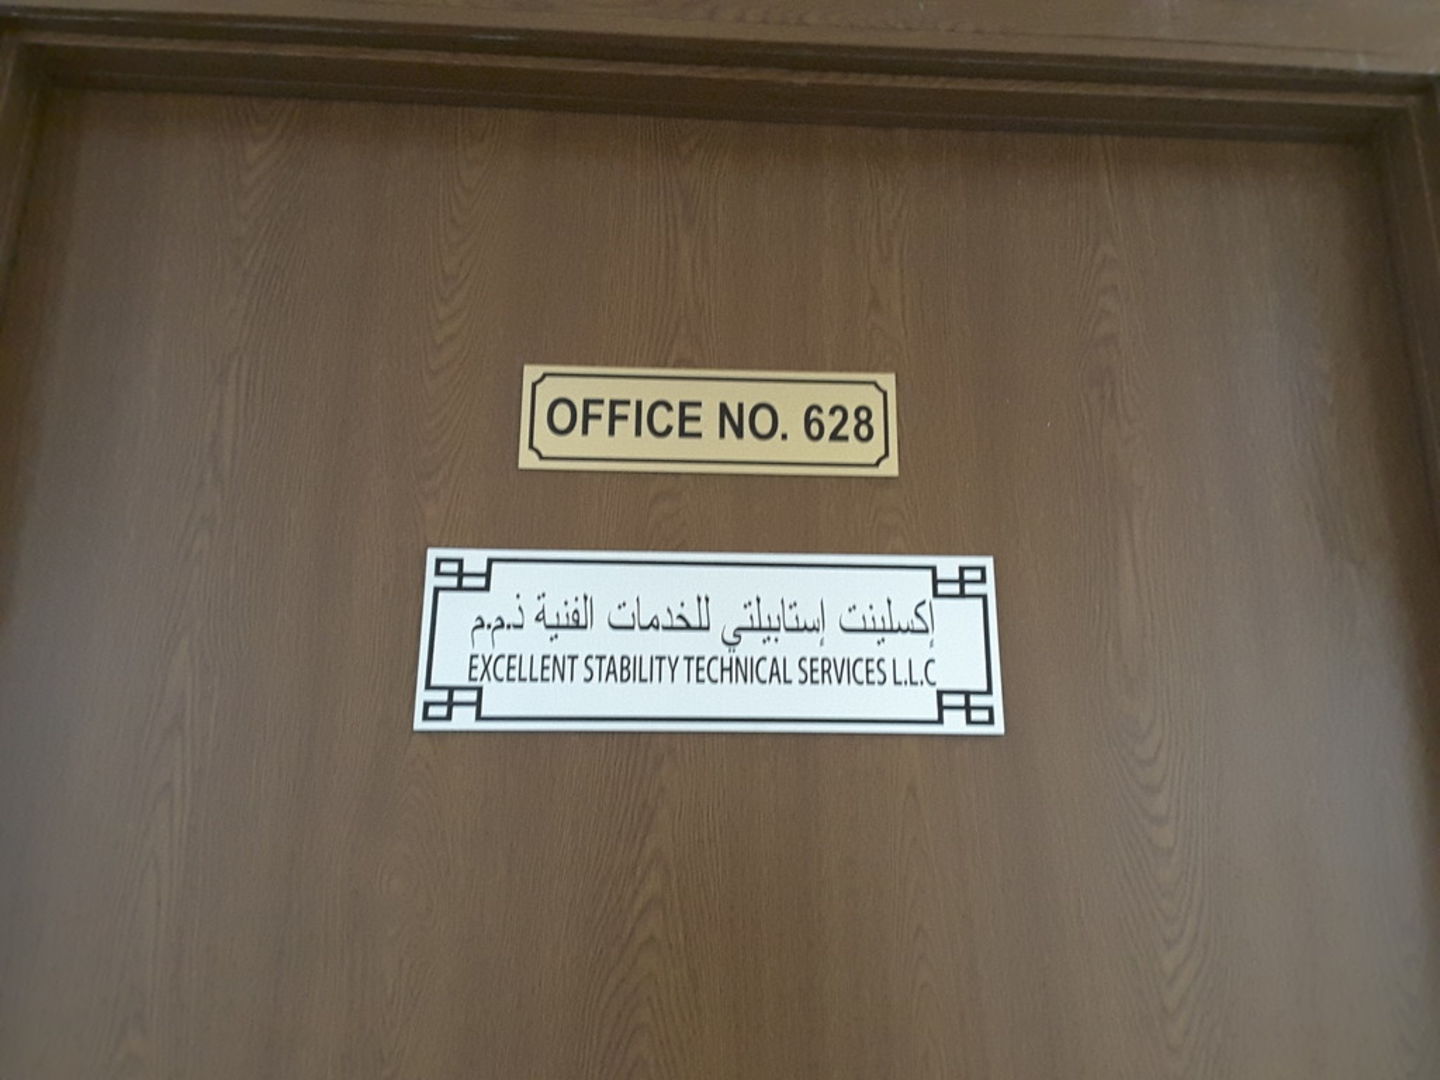 OFFICE NO. 628
إكسلينت إستابيلتي للخدمات الفنية ذ.م.م
EXCELLENT STABILITY TECHNICAL SERVICES L.L.C